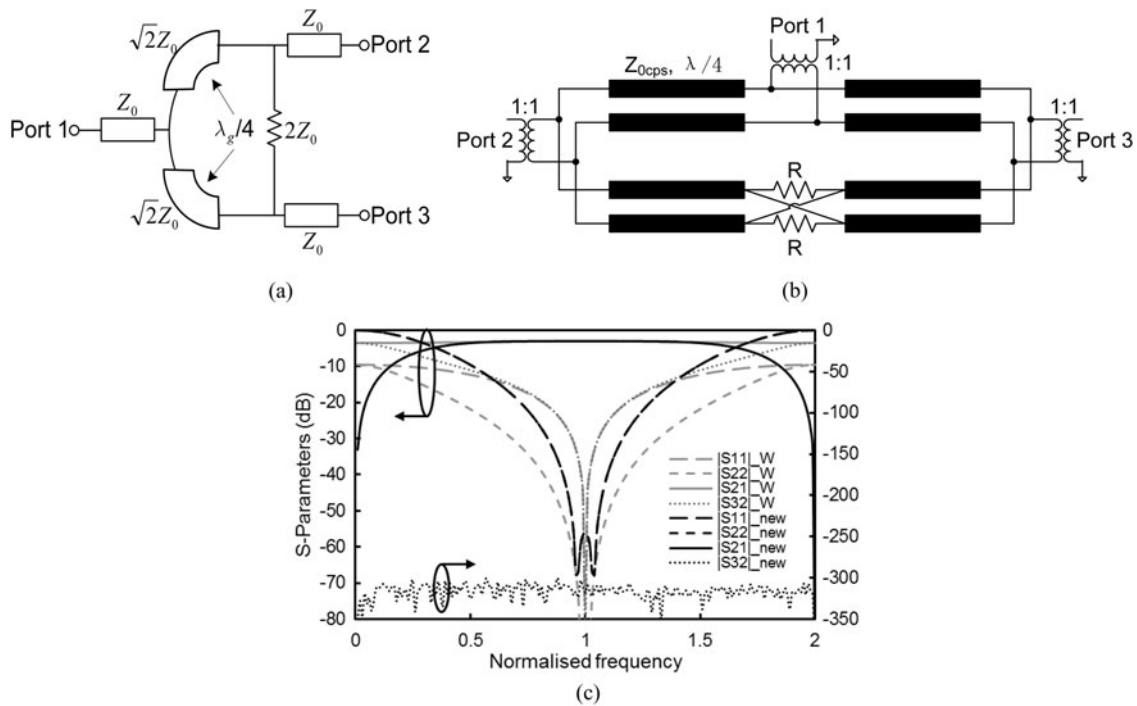 Z₀
√2Z₀
Port 2
Z₀
Port 1
λg/4
2Z₀
√2Z₀
Z₀
Port 3
(a)
Port 1
Z₀cps, λ/4
1:1
1:1
1:1
Port 2
Port 3
R
R
(b)
0
-10
-20
-30
-40
-50
-60
-70
-80
S-Parameters (dB)
0
-50
-100
-150
-200
-250
-300
-350
|S11|_W
|S22|_W
|S21|_W
|S32|_W
|S11|_new
|S22|_new
|S21|_new
|S32|_new
0 0.5 1 1.5 2
Normalised frequency
(c)